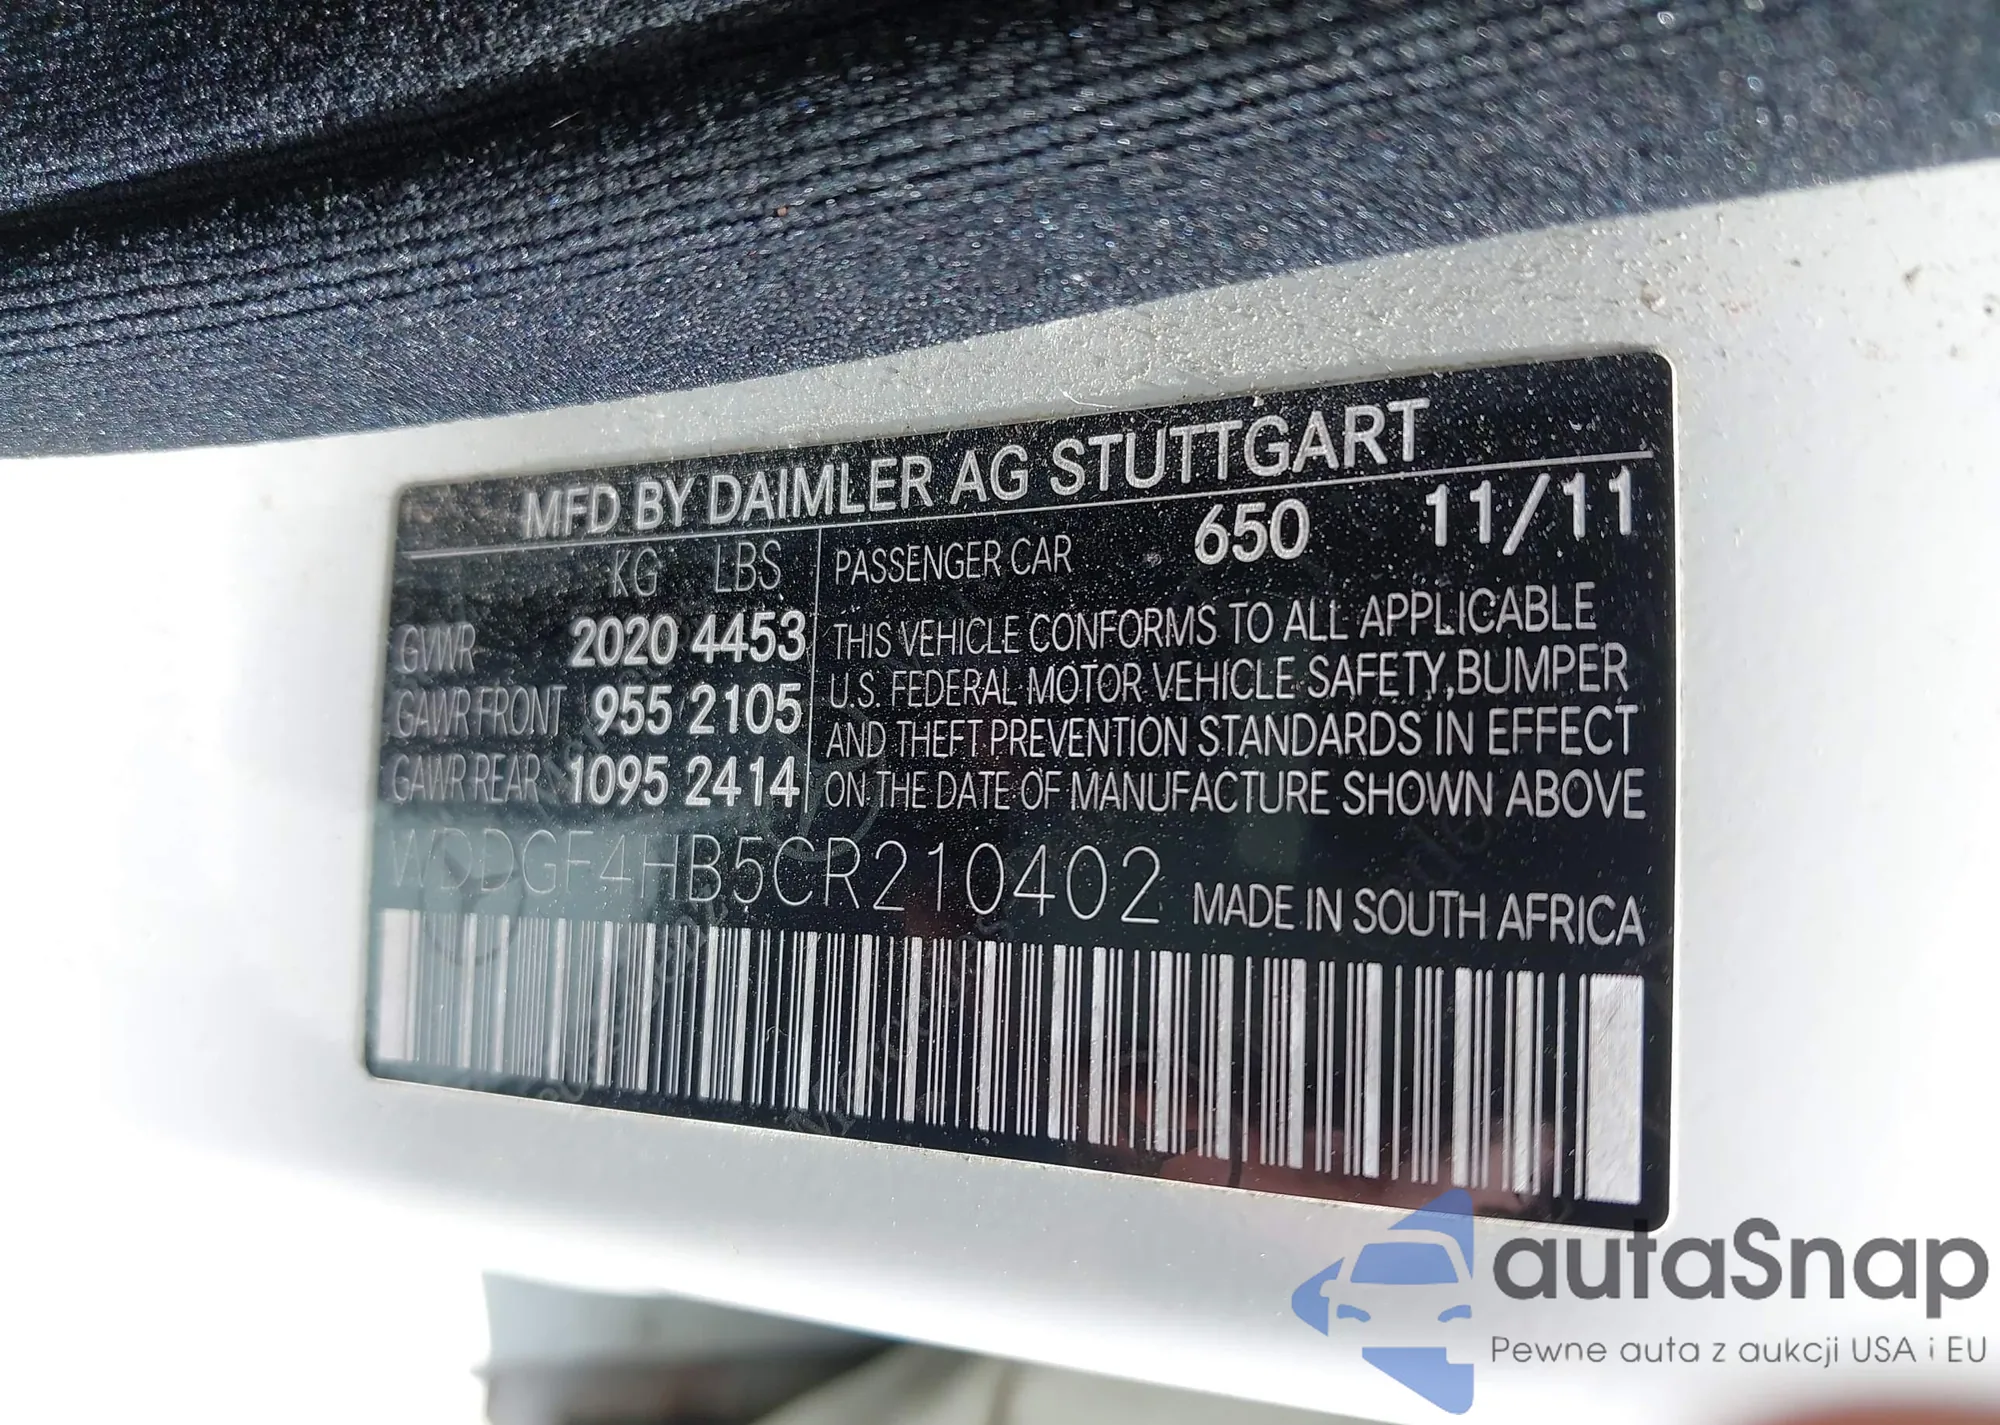 MFD BY DAIMLER AG STUTTGART
KG LBS
GVWR 2020 4453
GAWR FRONT 955 2105
GAWR REAR 1095 2414
PASSENGER CAR 650 11/11
THIS VEHICLE CONFORMS TO ALL APPLICABLE
U.S. FEDERAL MOTOR VEHICLE SAFETY, BUMPER
AND THEFT PREVENTION STANDARDS IN EFFECT
ON THE DATE OF MANUFACTURE SHOWN ABOVE
WDDGF4HB5CR210402 MADE IN SOUTH AFRICA
autaSnap
Pewne auta z aukcji USA i EU